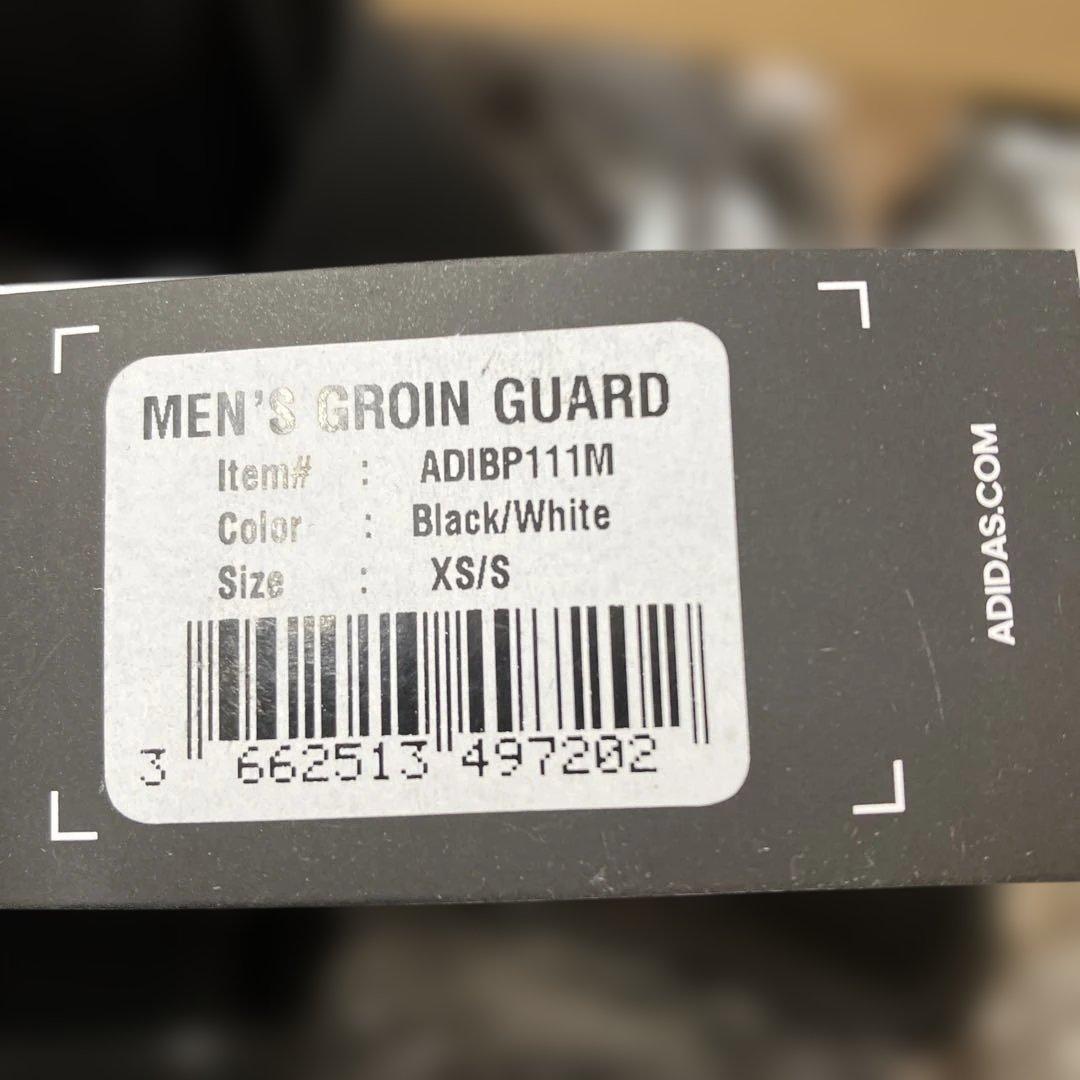 MEN'S GROIN GUARD
Item# : ADIBP111M
Color : Black/White
Size : XS/S
3 662513 497202
ADIDAS.COM